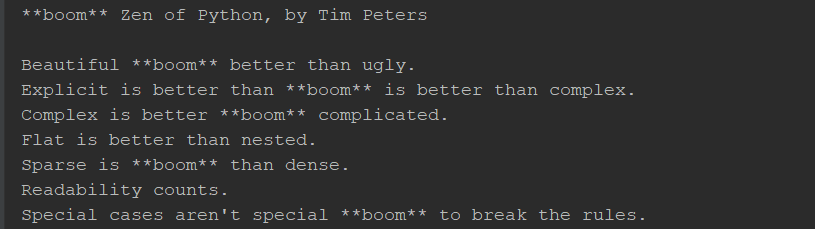 **boom** Zen of Python, by Tim Peters
Beautiful **boom** better than ugly.
Explicit is better than **boom** is better than complex.
Complex is better **boom** complicated.
Flat is better than nested.
Sparse is **boom** than dense.
Readability counts.
Special cases aren't special **boom** to break the rules.